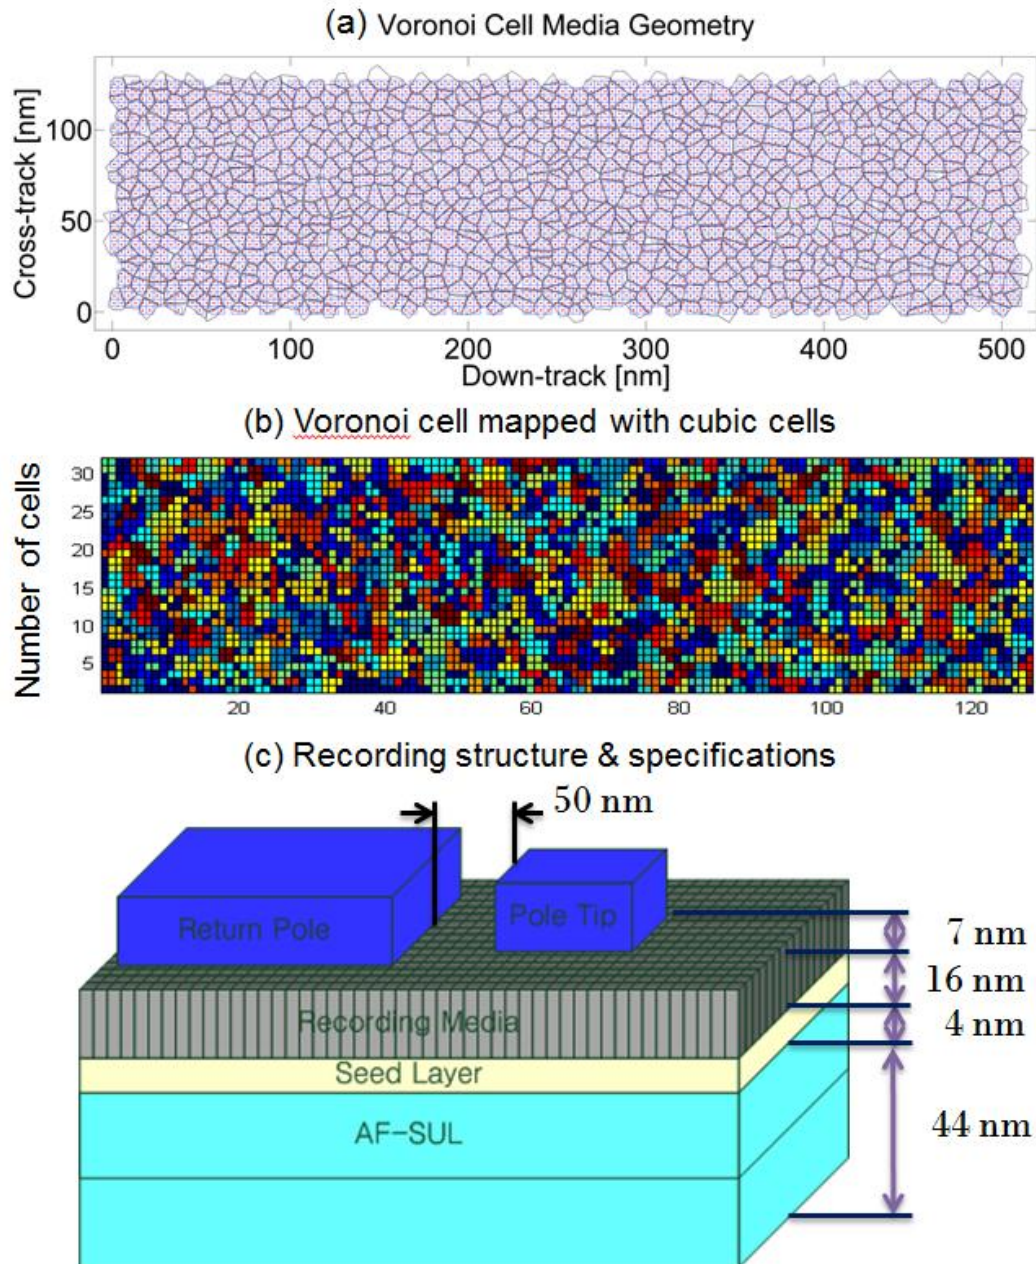 (a) Voronoi Cell Media Geometry
Cross-track [nm]
100
50
0
0 100 200 300 400 500
Down-track [nm]
(b) Voronoi cell mapped with cubic cells
Number of cells
30
25
20
15
10
5
20 40 60 80 100 120
(c) Recording structure & specifications
50 nm
Return Pole
Pole Tip
7 nm
16 nm
Recording Media
4 nm
Seed Layer
AF-SUL
44 nm